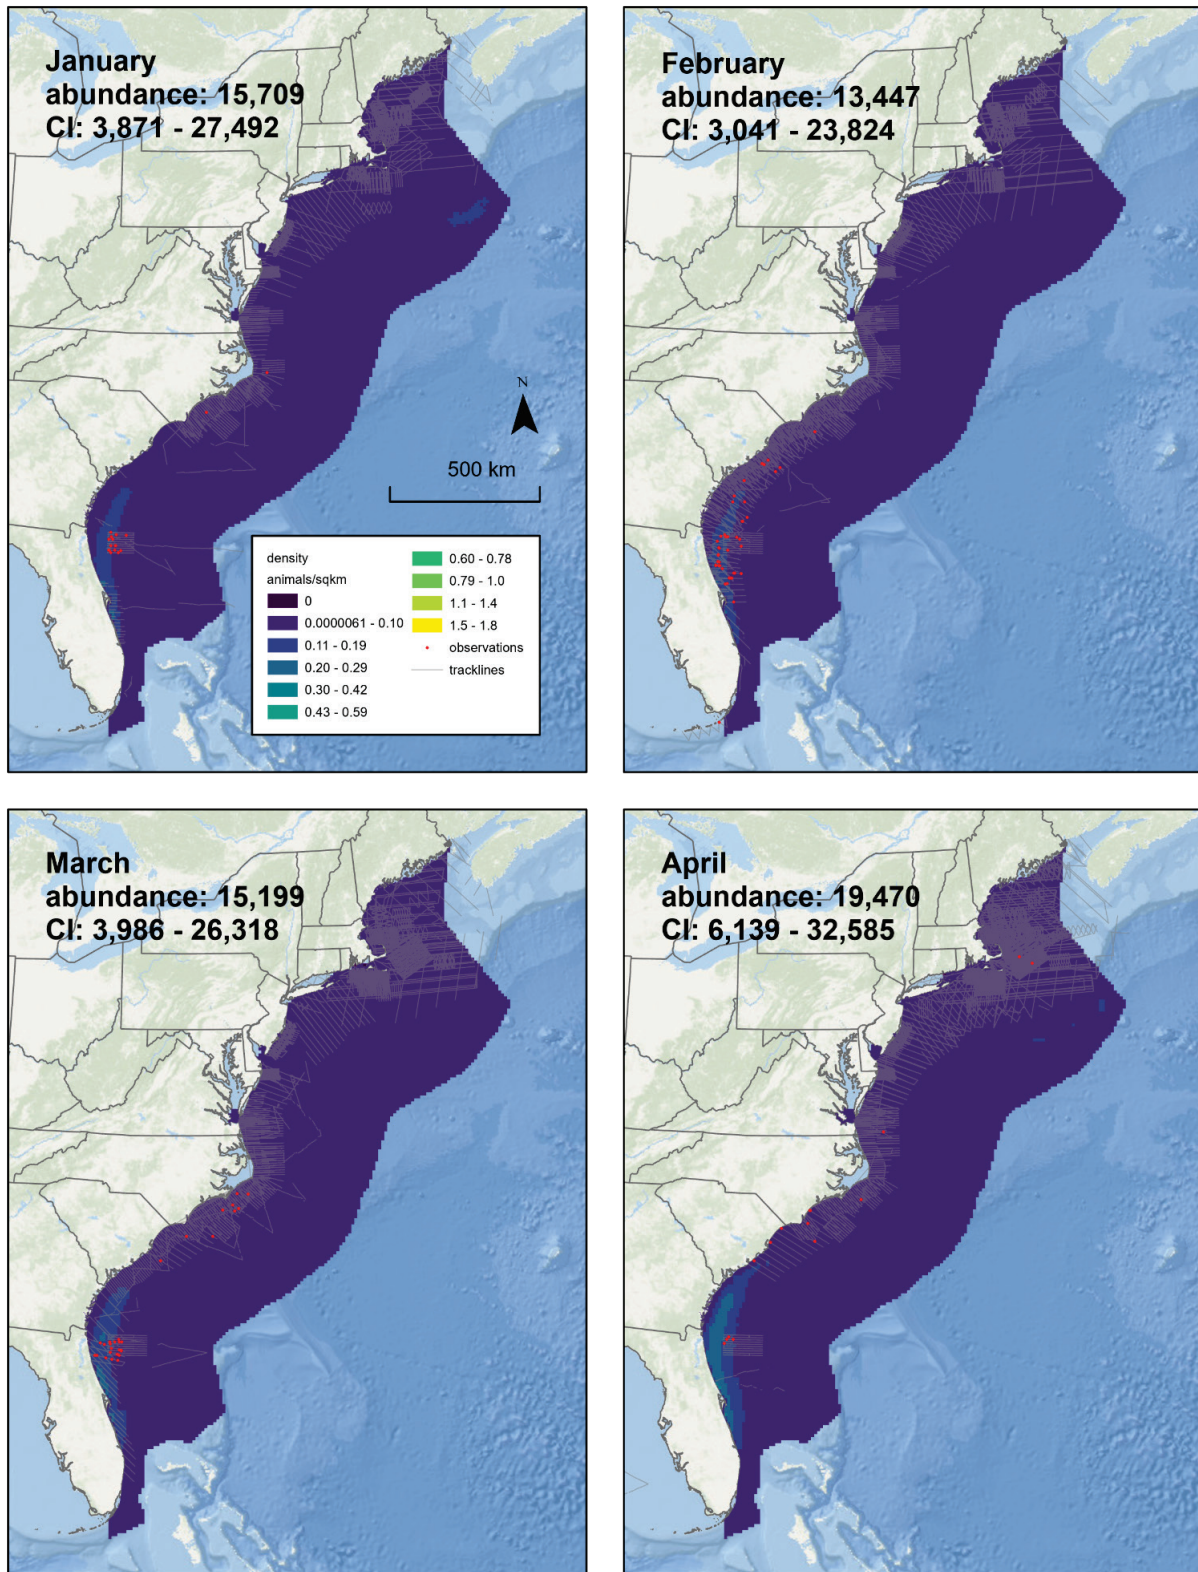 January
abundance: 15,709
CI: 3,871 - 27,492
February
abundance: 13,447
CI: 3,041 - 23,824
N
500 km
density
animals/sqkm
0
0.0000061 - 0.10
0.11 - 0.19
0.20 - 0.29
0.30 - 0.42
0.43 - 0.59
0.60 - 0.78
0.79 - 1.0
1.1 - 1.4
1.5 - 1.8
observations
tracklines
March
abundance: 15,199
CI: 3,986 - 26,318
April
abundance: 19,470
CI: 6,139 - 32,585